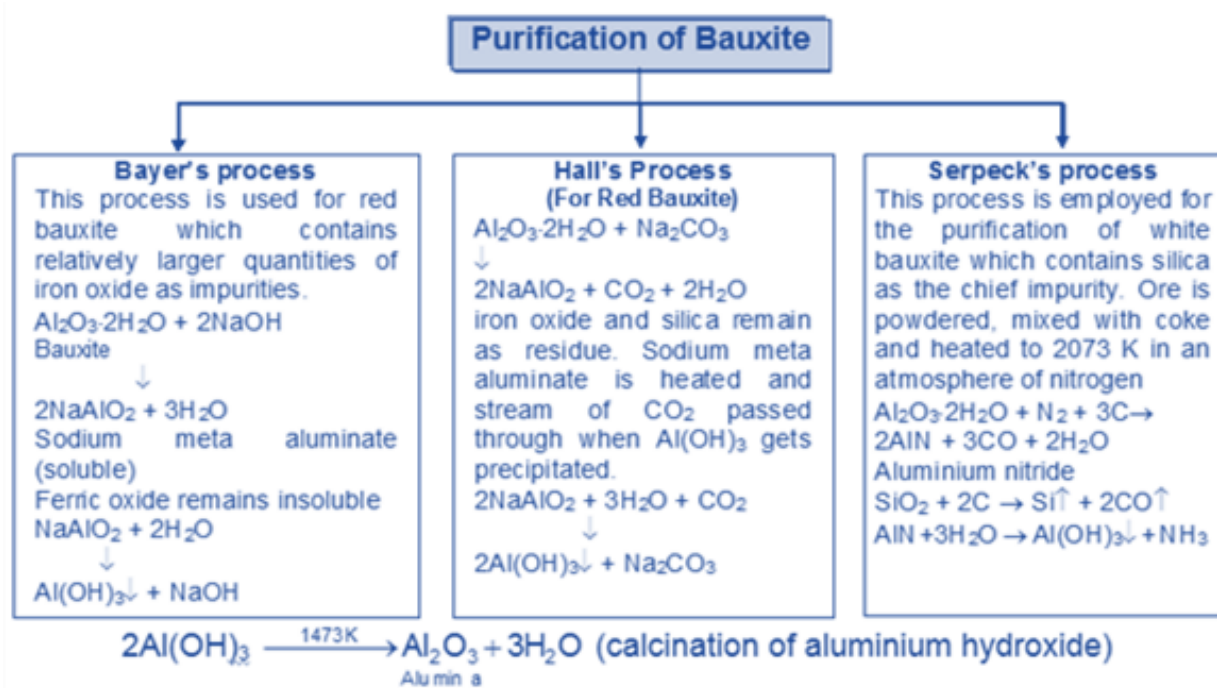 Purification of Bauxite
Bayer's process
This process is used for red
bauxite which contains
relatively larger quantities of
iron oxide as impurities.
Al₂O₃·2H₂O + 2NaOH
Bauxite
↓
2NaAlO₂ + 3H₂O
Sodium meta aluminate
(soluble)
Ferric oxide remains insoluble
NaAlO₂ + 2H₂O
↓
Al(OH)₃↓ + NaOH
Hall's Process
(For Red Bauxite)
Al₂O₃·2H₂O + Na₂CO₃
↓
2NaAlO₂ + CO₂ + 2H₂O
iron oxide and silica remain
as residue. Sodium meta
aluminate is heated and
stream of CO₂ passed
through when Al(OH)₃ gets
precipitated.
2NaAlO₂ + 3H₂O + CO₂
↓
2Al(OH)₃↓ + Na₂CO₃
Serpeck's process
This process is employed for
the purification of white
bauxite which contains silica
as the chief impurity. Ore is
powdered, mixed with coke
and heated to 2073 K in an
atmosphere of nitrogen
Al₂O₃·2H₂O + N₂ + 3C→
2AlN + 3CO + 2H₂O
Aluminium nitride
SiO₂ + 2C → Si↑ + 2CO↑
AlN +3H₂O → Al(OH)₃↓ + NH₃
2Al(OH)₃ —1473K→ Al₂O₃ + 3H₂O (calcination of aluminium hydroxide)
Alumin a